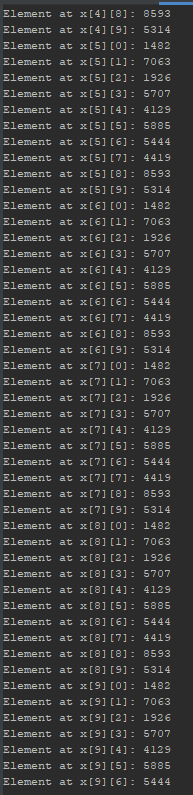 Element at x[4][8]: 8593
Element at x[4][9]: 5314
Element at x[5][0]: 1482
Element at x[5][1]: 7063
Element at x[5][2]: 1926
Element at x[5][3]: 5707
Element at x[5][4]: 4129
Element at x[5][5]: 5885
Element at x[5][6]: 5444
Element at x[5][7]: 4419
Element at x[5][8]: 8593
Element at x[5][9]: 5314
Element at x[6][0]: 1482
Element at x[6][1]: 7063
Element at x[6][2]: 1926
Element at x[6][3]: 5707
Element at x[6][4]: 4129
Element at x[6][5]: 5885
Element at x[6][6]: 5444
Element at x[6][7]: 4419
Element at x[6][8]: 8593
Element at x[6][9]: 5314
Element at x[7][0]: 1482
Element at x[7][1]: 7063
Element at x[7][2]: 1926
Element at x[7][3]: 5707
Element at x[7][4]: 4129
Element at x[7][5]: 5885
Element at x[7][6]: 5444
Element at x[7][7]: 4419
Element at x[7][8]: 8593
Element at x[7][9]: 5314
Element at x[8][0]: 1482
Element at x[8][1]: 7063
Element at x[8][2]: 1926
Element at x[8][3]: 5707
Element at x[8][4]: 4129
Element at x[8][5]: 5885
Element at x[8][6]: 5444
Element at x[8][7]: 4419
Element at x[8][8]: 8593
Element at x[8][9]: 5314
Element at x[9][0]: 1482
Element at x[9][1]: 7063
Element at x[9][2]: 1926
Element at x[9][3]: 5707
Element at x[9][4]: 4129
Element at x[9][5]: 5885
Element at x[9][6]: 5444